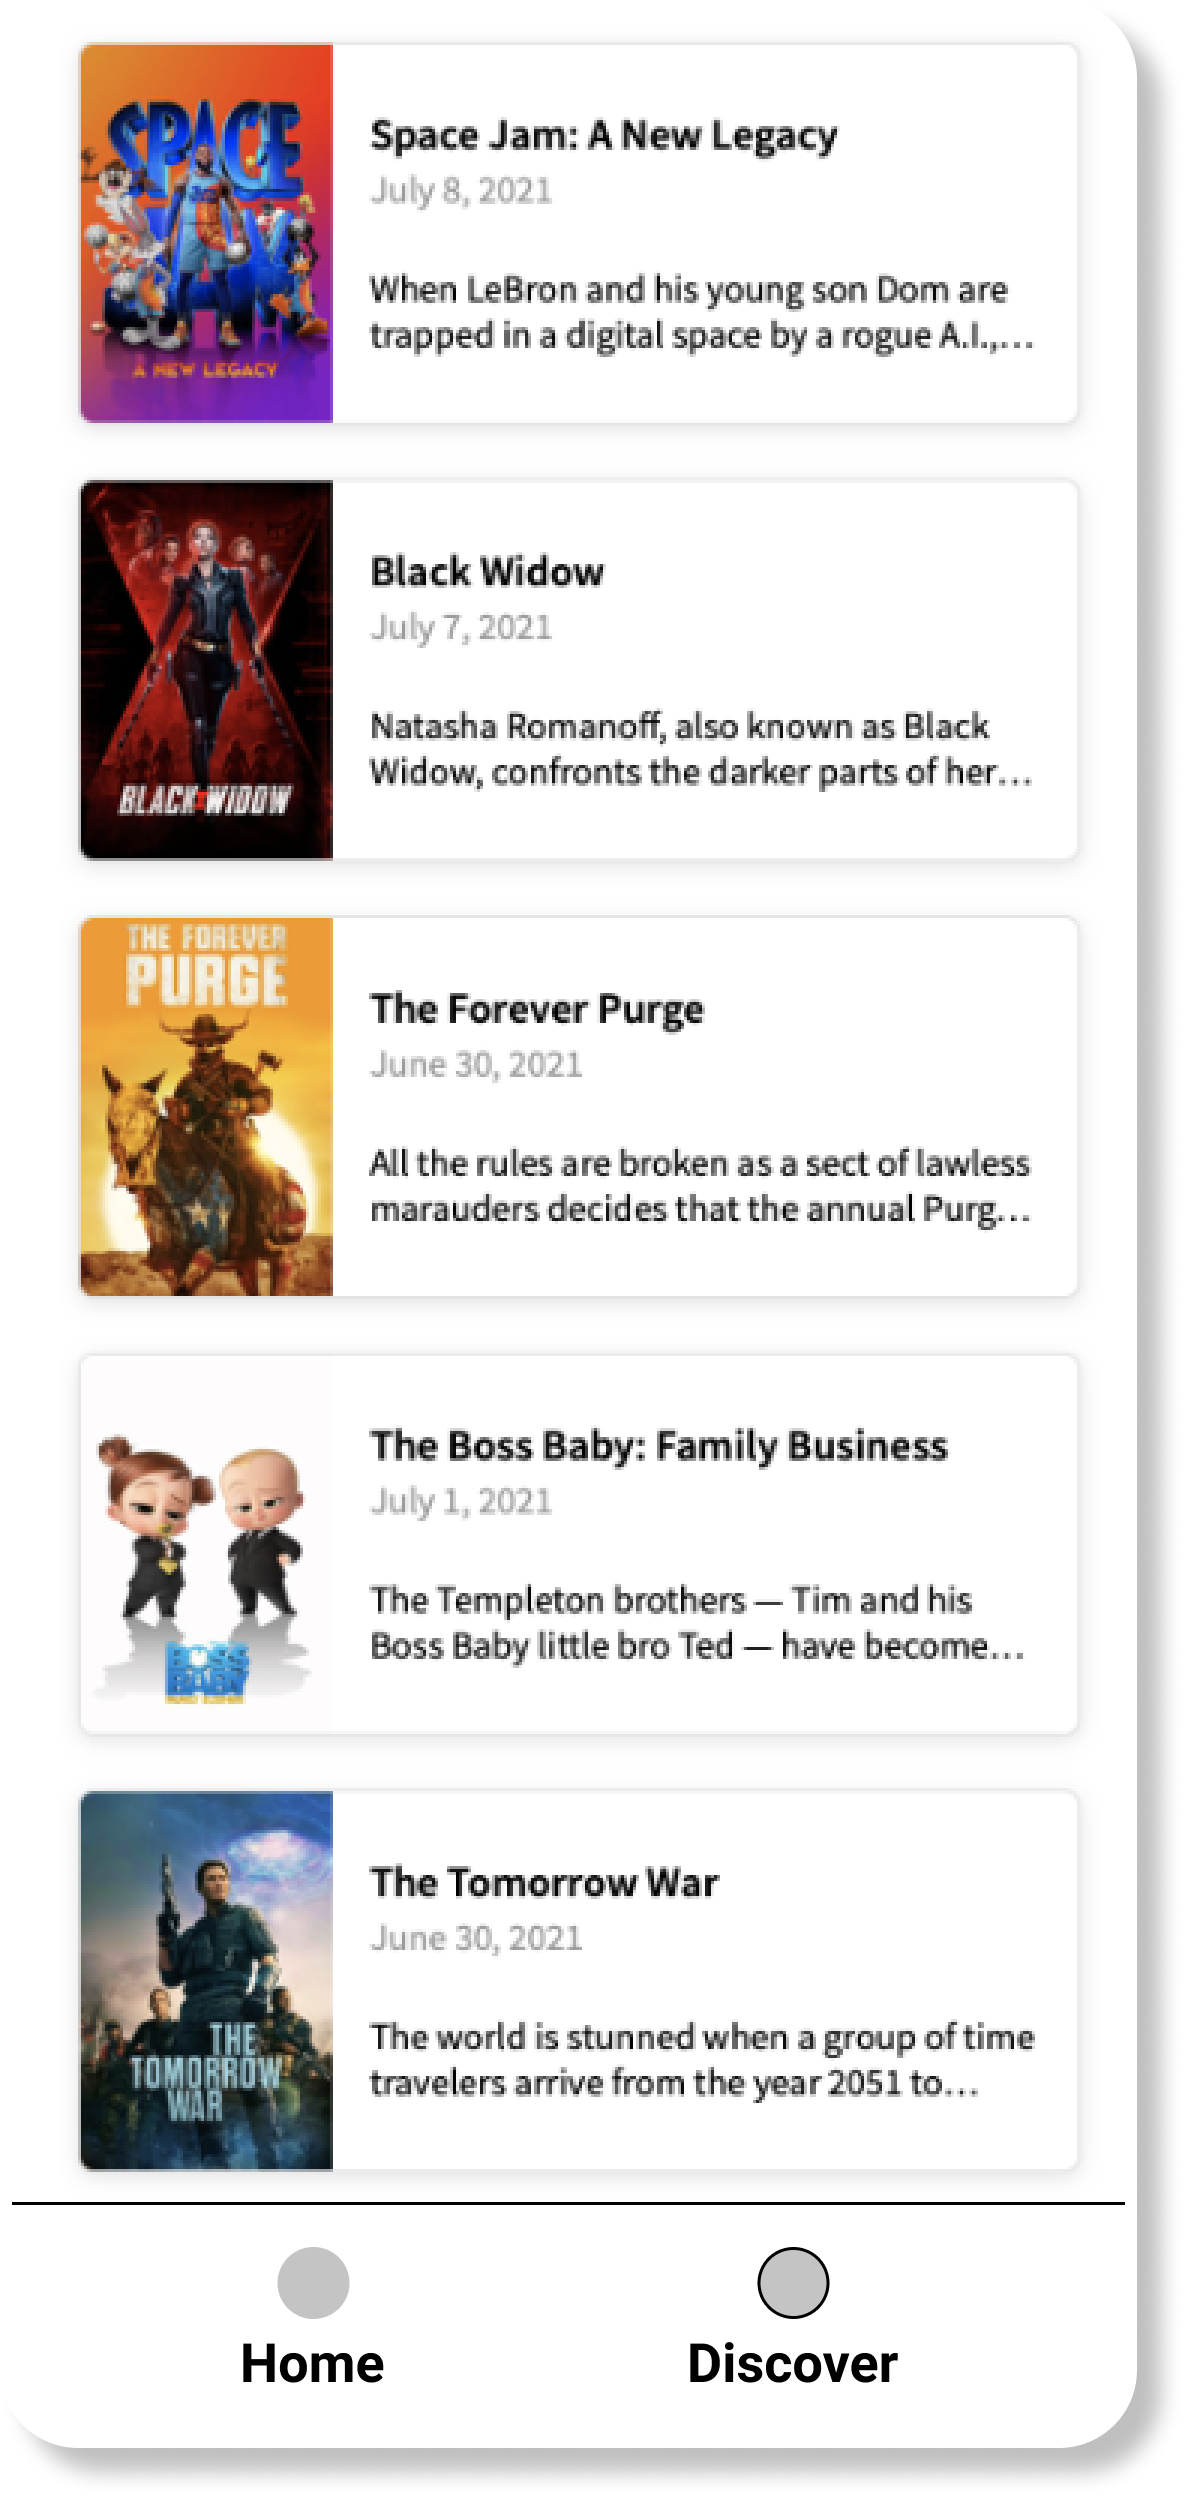 SPACE
JAM
A NEW LEGACY
Space Jam: A New Legacy
July 8, 2021
When LeBron and his young son Dom are
trapped in a digital space by a rogue A.I.,...
BLACK WIDOW
Black Widow
July 7, 2021
Natasha Romanoff, also known as Black
Widow, confronts the darker parts of her...
THE FOREVER
PURGE
The Forever Purge
June 30, 2021
All the rules are broken as a sect of lawless
marauders decides that the annual Purg...
BOSS
BABY
The Boss Baby: Family Business
July 1, 2021
The Templeton brothers — Tim and his
Boss Baby little bro Ted — have become...
THE
TOMORROW
WAR
The Tomorrow War
June 30, 2021
The world is stunned when a group of time
travelers arrive from the year 2051 to...
Home
Discover